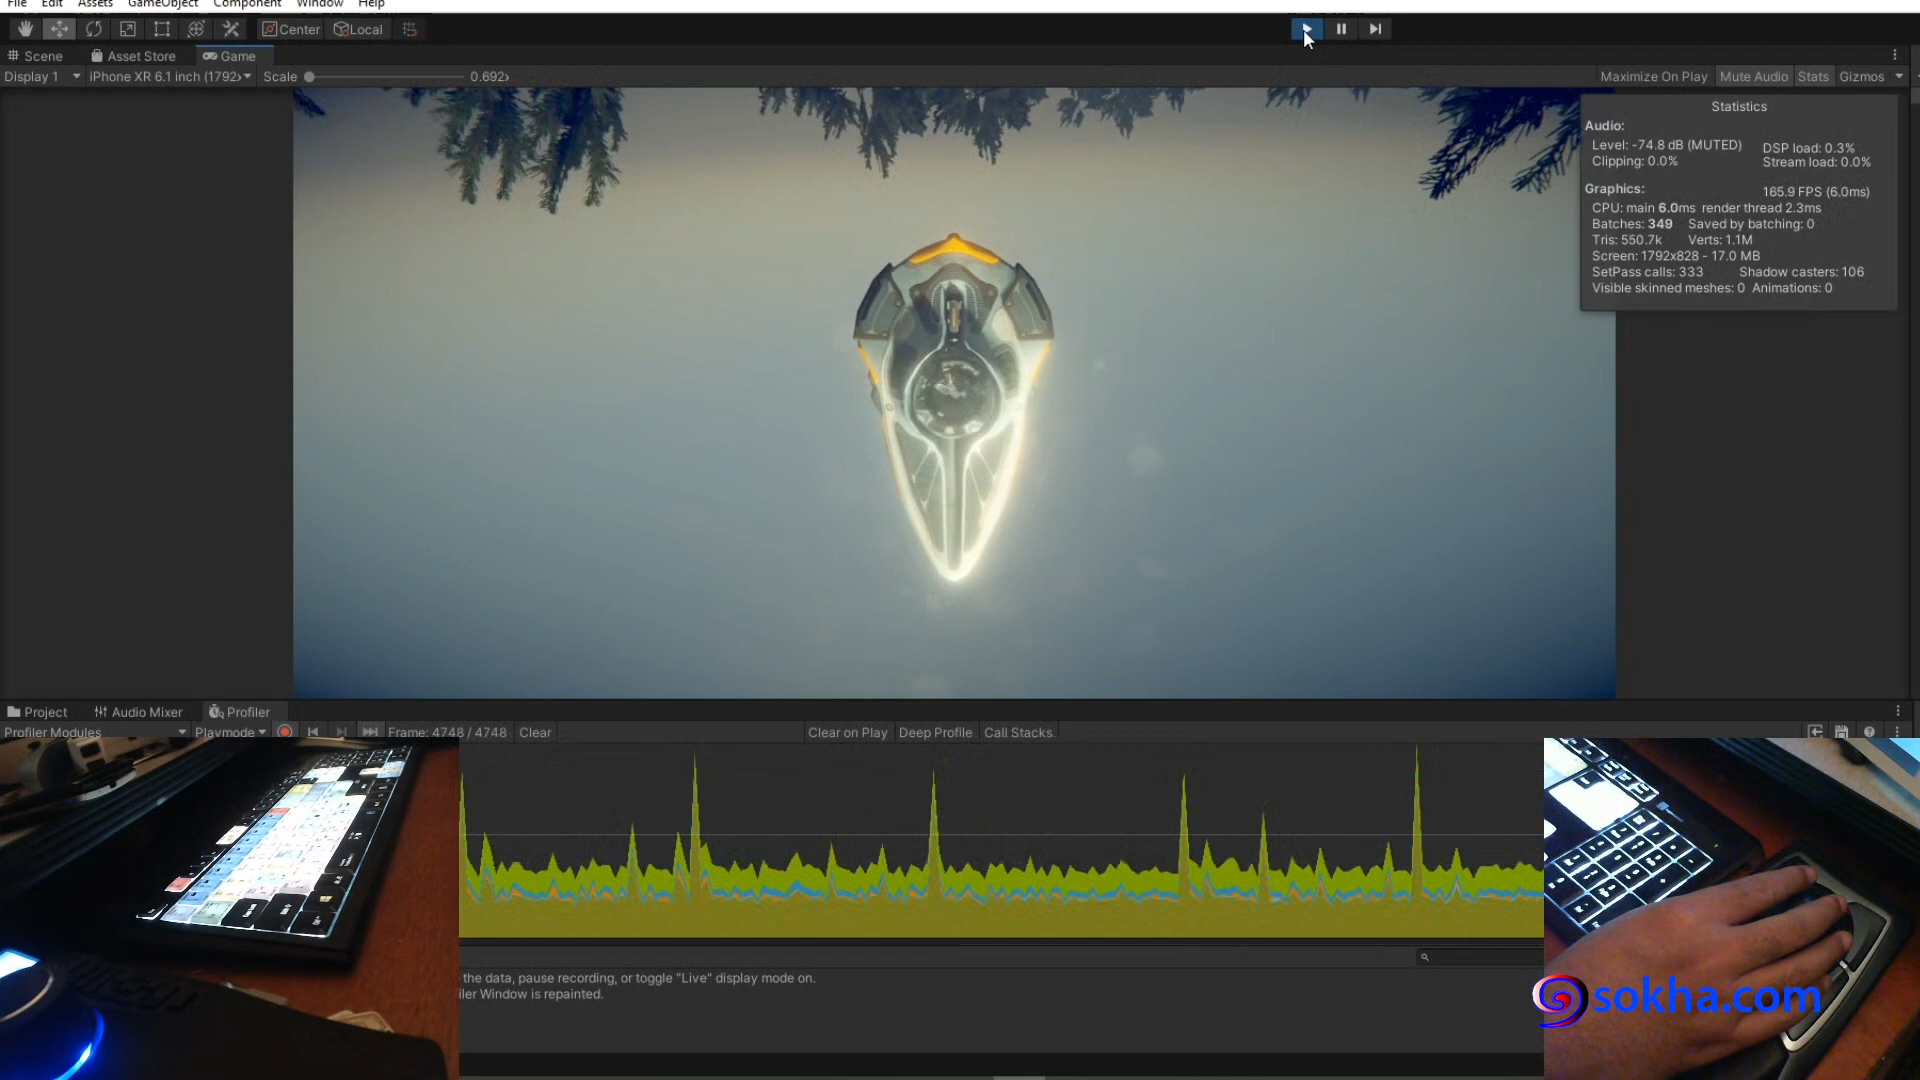 File Edit Assets GameObject Component Window Help
Center Local
Scene Asset Store Game
Display 1 iPhone XR 6.1 inch (1792x Scale 0.692x Maximize On Play Mute Audio Stats Gizmos
Statistics
Audio:
Level: -74.8 dB (MUTED) DSP load: 0.3%
Clipping: 0.0% Stream load: 0.0%
Graphics: 165.9 FPS (6.0ms)
CPU: main 6.0ms render thread 2.3ms
Batches: 349 Saved by batching: 0
Tris: 550.7k Verts: 1.1M
Screen: 1792x828 - 17.0 MB
SetPass calls: 333 Shadow casters: 106
Visible skinned meshes: 0 Animations: 0
Project Audio Mixer Profiler
Profiler Modules Playmode Frame: 4748 / 4748 Clear Clear on Play Deep Profile Call Stacks
the data, pause recording, or toggle "Live" display mode on.
iler Window is repainted.
sokha.com